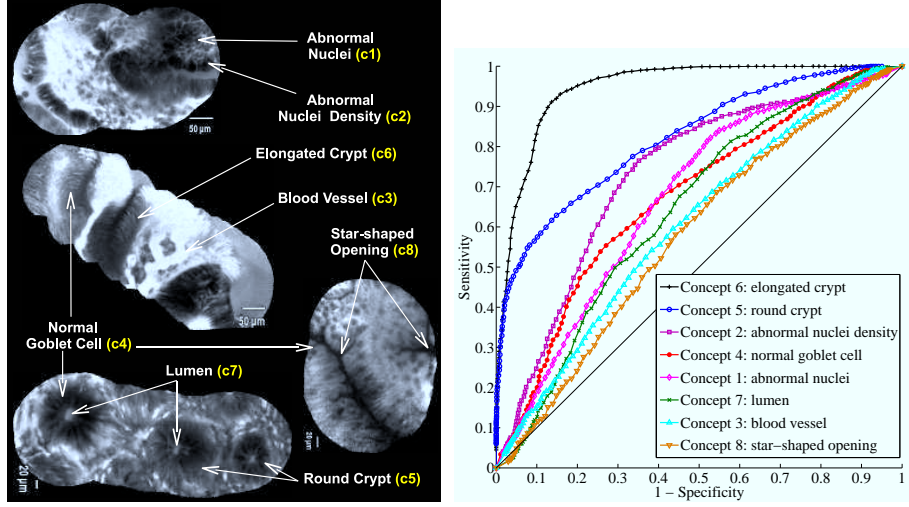 Abnormal
Nuclei (c1)
Abnormal
Nuclei Density (c2)
50 µm
Elongated Crypt (c6)
Blood Vessel (c3)
Star-shaped
Opening (c8)
50 µm
Normal
Goblet Cell (c4)
Lumen (c7)
20 µm
20 µm
Round Crypt (c5)
1
0.9
0.8
0.7
0.6
0.5
0.4
0.3
0.2
0.1
0
Sensitivity
Concept 6: elongated crypt
Concept 5: round crypt
Concept 2: abnormal nuclei density
Concept 4: normal goblet cell
Concept 1: abnormal nuclei
Concept 7: lumen
Concept 3: blood vessel
Concept 8: star−shaped opening
0 0.1 0.2 0.3 0.4 0.5 0.6 0.7 0.8 0.9 1
1 − Specificity